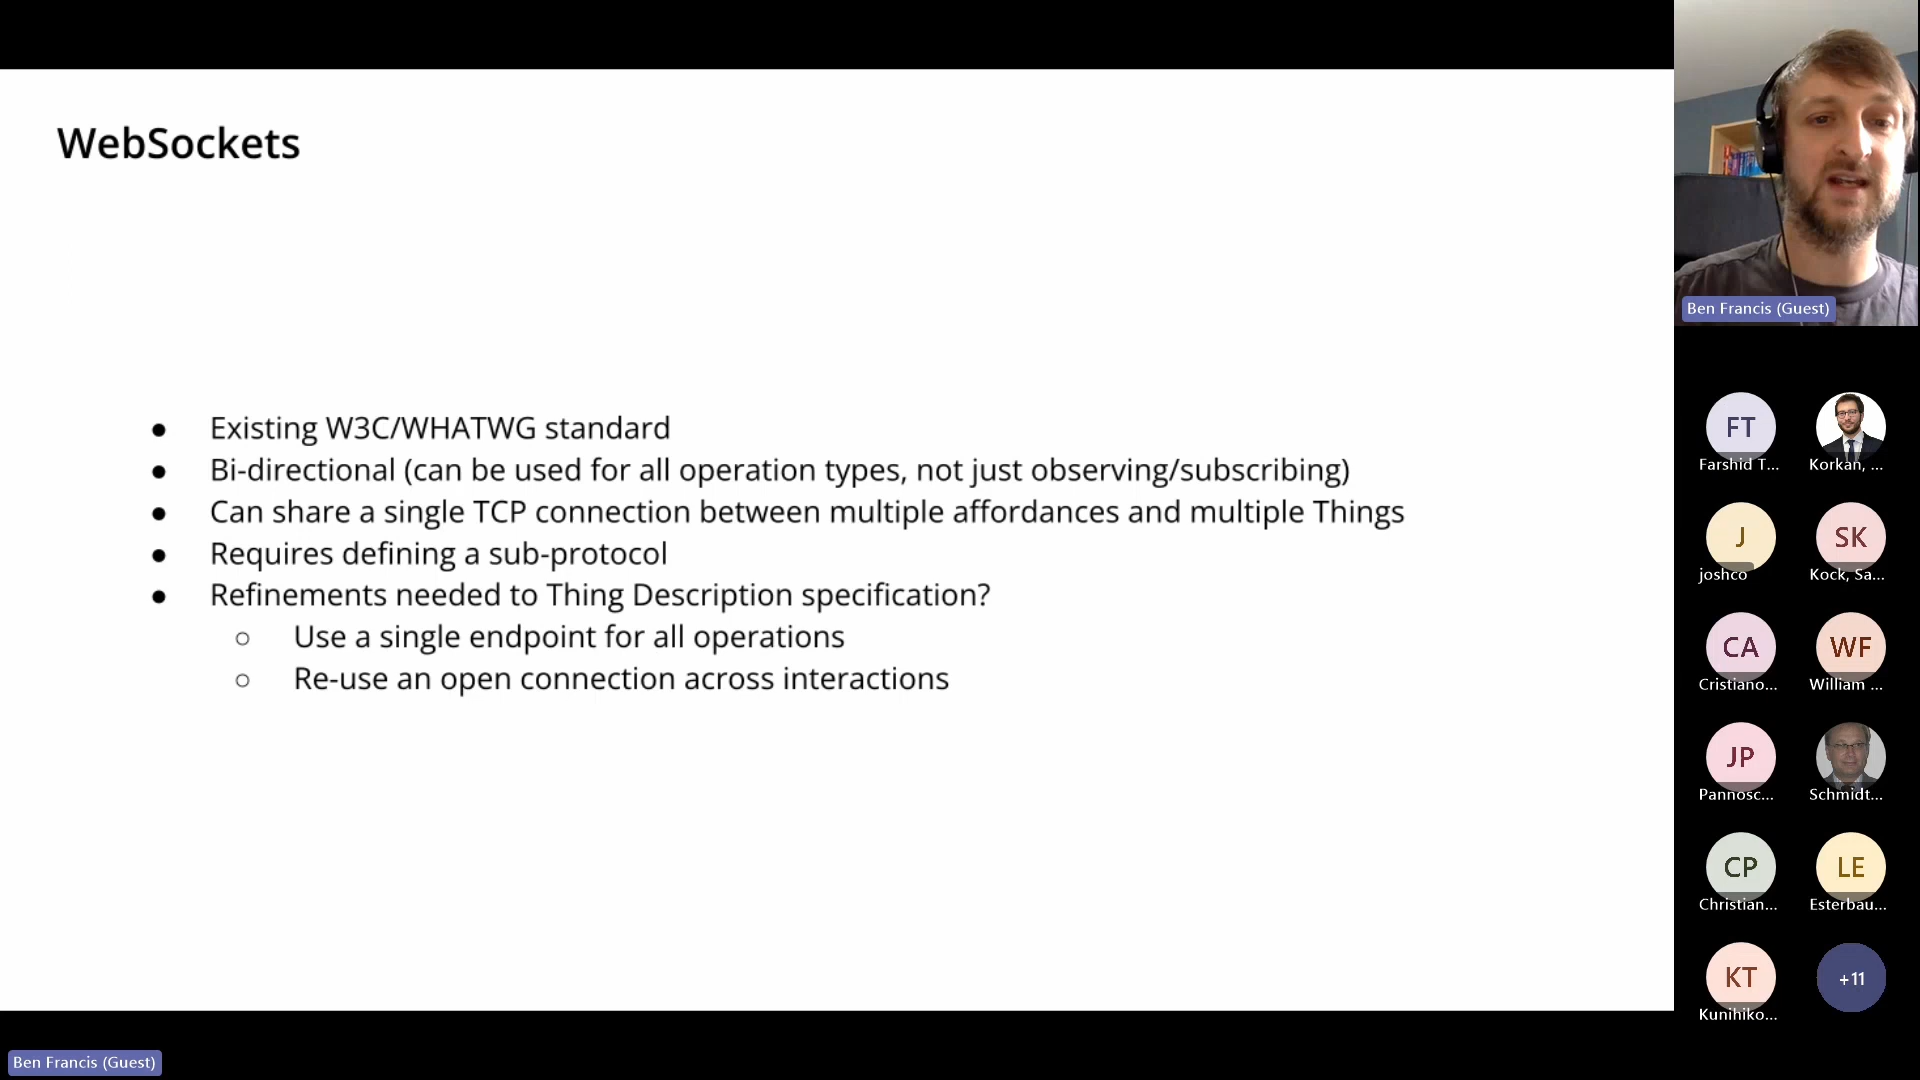 WebSockets
● Existing W3C/WHATWG standard
● Bi-directional (can be used for all operation types, not just observing/subscribing)
● Can share a single TCP connection between multiple affordances and multiple Things
● Requires defining a sub-protocol
● Refinements needed to Thing Description specification?
○ Use a single endpoint for all operations
○ Re-use an open connection across interactions
Ben Francis (Guest)
FT
Farshid T...
Korkan, ...
J
joshco
SK
Kock, Sa...
CA
Cristiano...
WF
William ...
JP
Pannosc...
Schmidt...
CP
Christian...
LE
Esterbau...
KT
Kunihiko...
+11
Ben Francis (Guest)